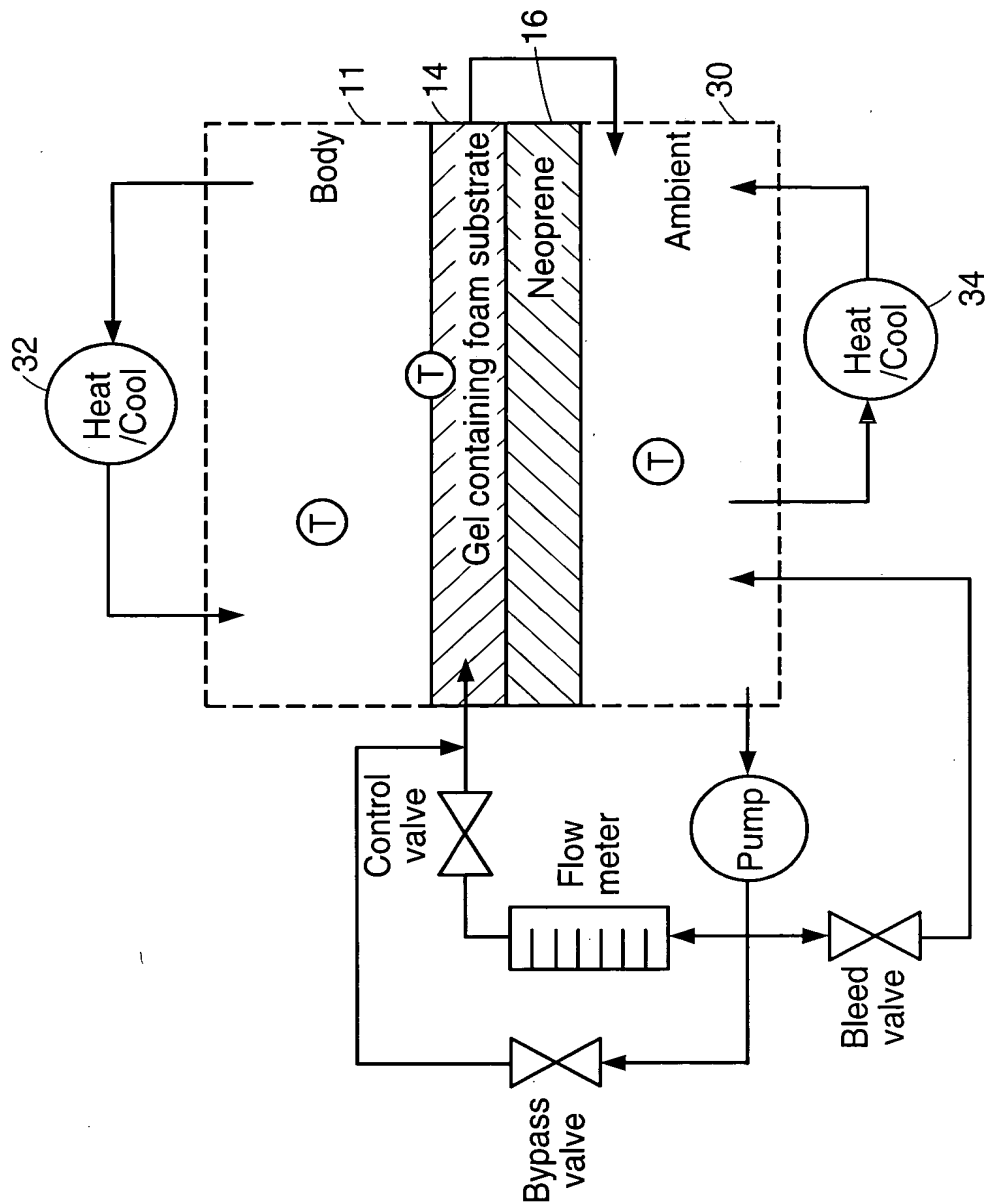 32
Heat
/Cool
11
Body
T
14
T
Gel containing foam substrate
16
Neoprene
T
Ambient
30
Heat
/Cool
34
Control
valve
Flow
meter
Pump
Bypass
valve
Bleed
valve